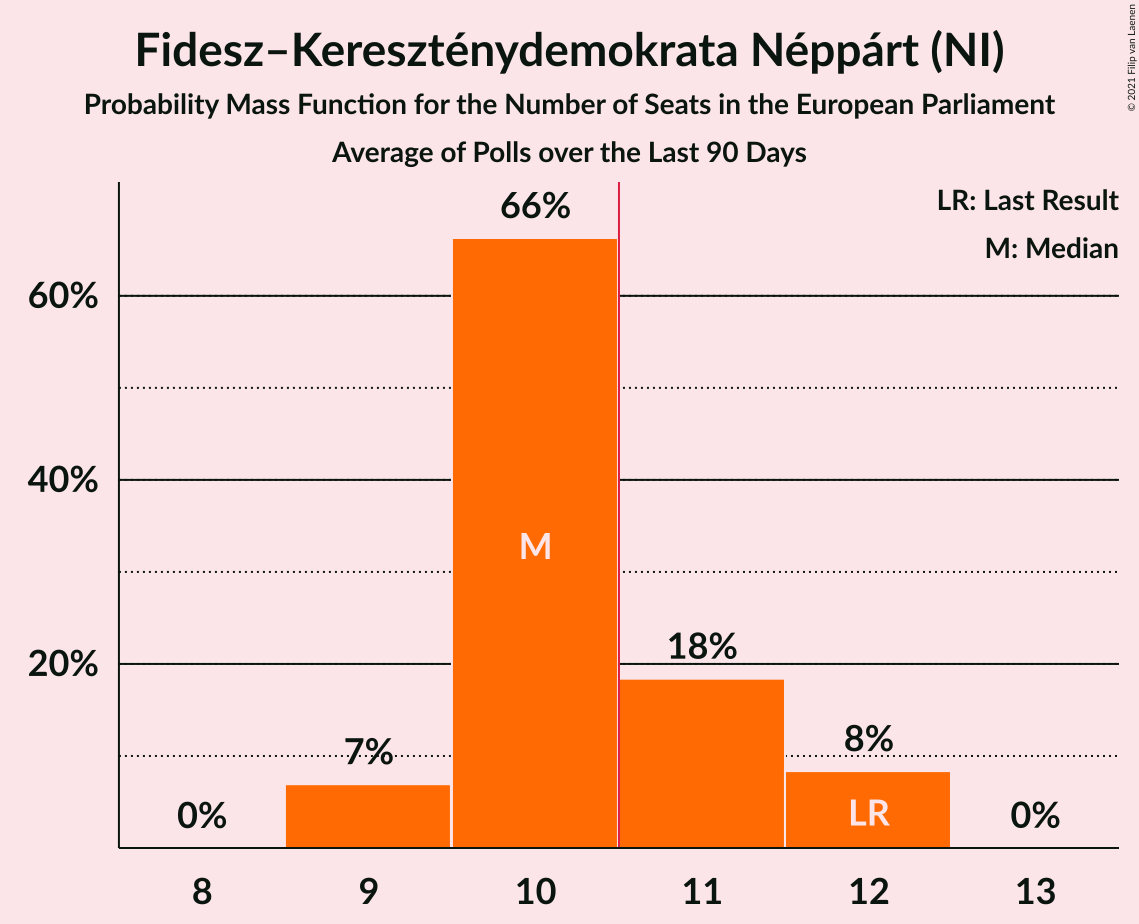 Fidesz–Kereszténydemokrata Néppárt (NI)
Probability Mass Function for the Number of Seats in the European Parliament
Average of Polls over the Last 90 Days
© 2021 Filip van Laenen
LR: Last Result
M: Median
66%
60%
40%
20%
M
18%
7%
8%
LR
0%
0%
8 9 10 11 12 13